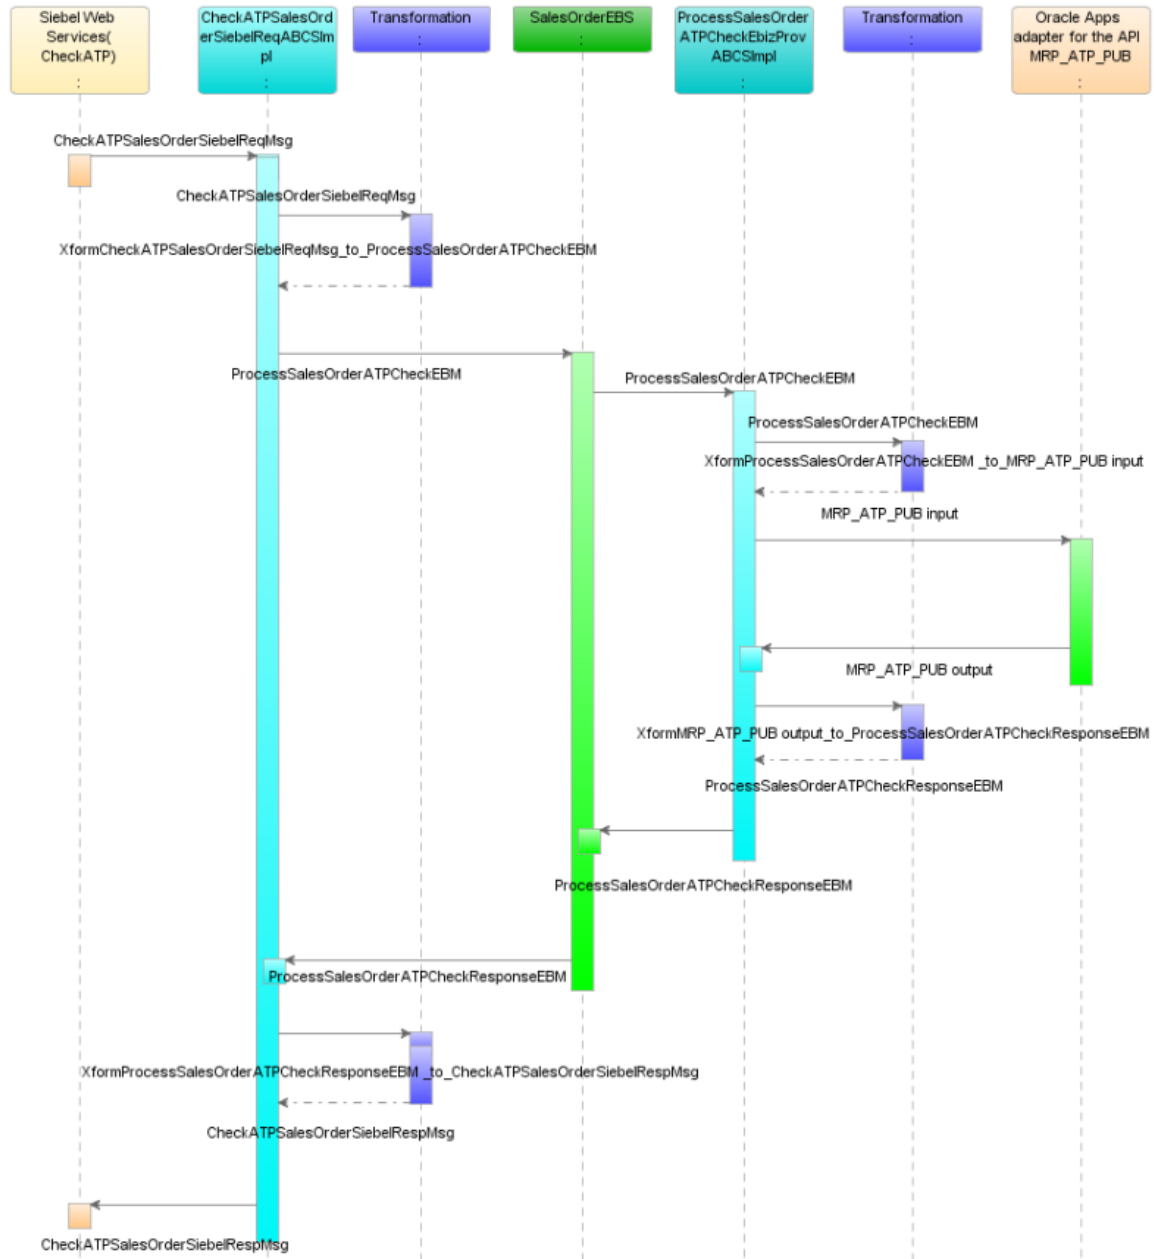 Siebel Web
Services(
CheckATP)
:
CheckATPSalesOrd
erSiebelReqABCSIm
pl
:
Transformation
:
SalesOrderEBS
:
ProcessSalesOrder
ATPCheckEbizProv
ABCSImpl
:
Transformation
:
Oracle Apps
adapter for the API
MRP_ATP_PUB
:
CheckATPSalesOrderSiebelReqMsg
CheckATPSalesOrderSiebelReqMsg
XformCheckATPSalesOrderSiebelReqMsg_to_ProcessSalesOrderATPCheckEBM
ProcessSalesOrderATPCheckEBM
ProcessSalesOrderATPCheckEBM
ProcessSalesOrderATPCheckEBM
XformProcessSalesOrderATPCheckEBM _to_MRP_ATP_PUB input
MRP_ATP_PUB input
MRP_ATP_PUB output
XformMRP_ATP_PUB output_to_ProcessSalesOrderATPCheckResponseEBM
ProcessSalesOrderATPCheckResponseEBM
ProcessSalesOrderATPCheckResponseEBM
ProcessSalesOrderATPCheckResponseEBM
XformProcessSalesOrderATPCheckResponseEBM _to_CheckATPSalesOrderSiebelRespMsg
CheckATPSalesOrderSiebelRespMsg
CheckATPSalesOrderSiebelRespMsg